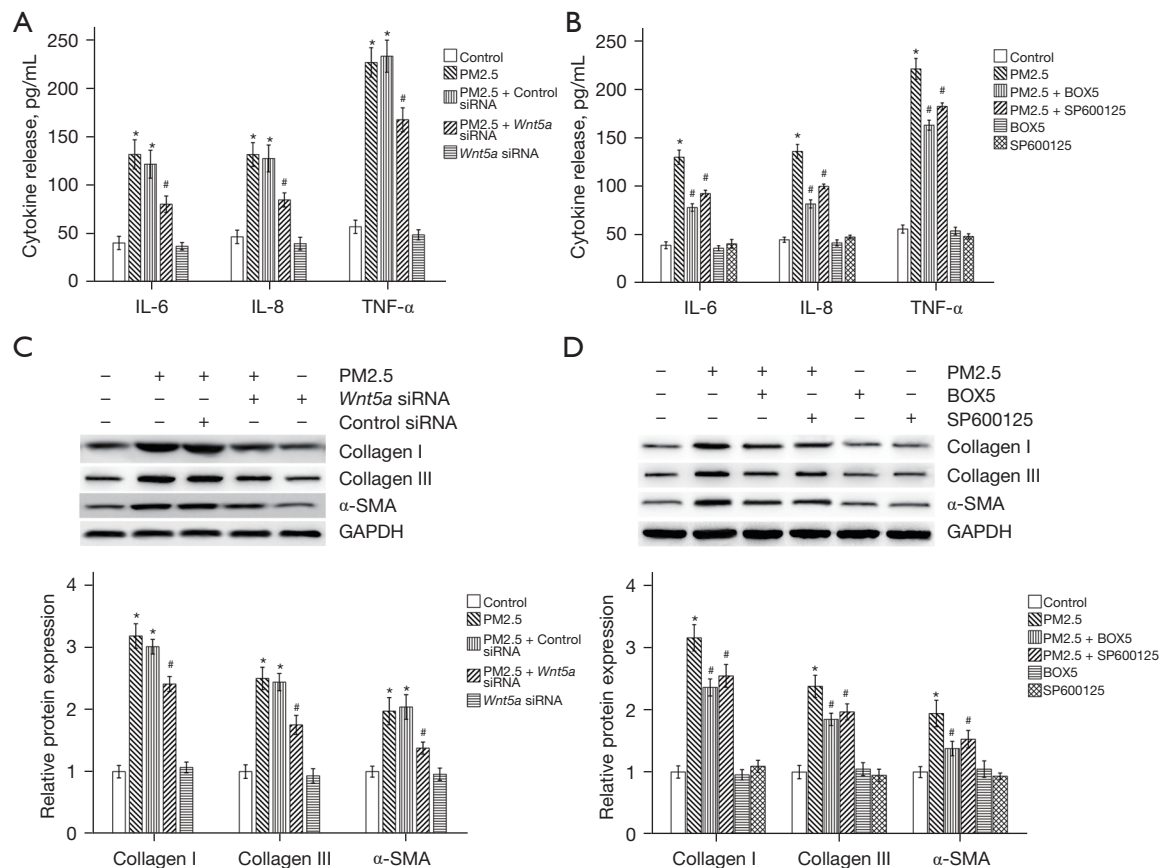 A
Cytokine release, pg/mL
250
200
150
100
50
0
* * #
* * #
* * #
IL-6 IL-8 TNF-α
Control
PM2.5
PM2.5 + Control
siRNA
PM2.5 + Wnt5a
siRNA
Wnt5a siRNA
B
Cytokine release, pg/mL
250
200
150
100
50
0
* # #
* # #
* # #
IL-6 IL-8 TNF-α
Control
PM2.5
PM2.5 + BOX5
PM2.5 + SP600125
BOX5
SP600125
C
– + + + – PM2.5
– – – + + Wnt5a siRNA
– – + – – Control siRNA
Collagen I
Collagen III
α-SMA
GAPDH
Relative protein expression
4
3
2
1
0
* * #
* * #
* * #
Collagen I Collagen III α-SMA
Control
PM2.5
PM2.5 + Control
siRNA
PM2.5 + Wnt5a
siRNA
Wnt5a siRNA
D
– + + + – – PM2.5
– – + – + – BOX5
– – – + – + SP600125
Collagen I
Collagen III
α-SMA
GAPDH
Relative protein expression
4
3
2
1
0
* # #
* # #
* # #
Collagen I Collagen III α-SMA
Control
PM2.5
PM2.5 + BOX5
PM2.5 + SP600125
BOX5
SP600125